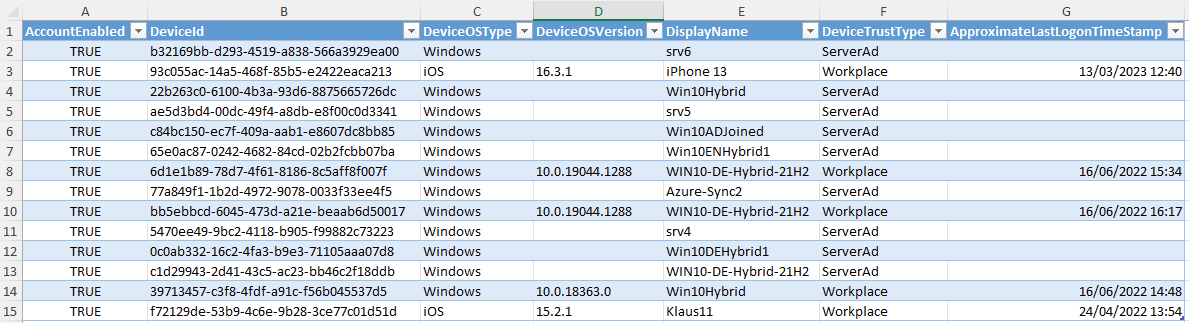 A B C D E F G
1 AccountEnabled DeviceId DeviceOSType DeviceOSVersion DisplayName DeviceTrustType ApproximateLastLogonTimeStamp
2 TRUE b32169bb-d293-4519-a838-566a3929ea00 Windows srv6 ServerAd
3 TRUE 93c055ac-14a5-468f-85b5-e2422eaca213 iOS 16.3.1 iPhone 13 Workplace 13/03/2023 12:40
4 TRUE 22b263c0-6100-4b3a-93d6-8875665726dc Windows Win10Hybrid ServerAd
5 TRUE ae5d3bd4-00dc-49f4-a8db-e8f00c0d3341 Windows srv5 ServerAd
6 TRUE c84bc150-ec7f-409a-aab1-e8607dc8bb85 Windows Win10ADJoined ServerAd
7 TRUE 65e0ac87-0242-4682-84cd-02b2fcbb07ba Windows Win10ENHybrid1 ServerAd
8 TRUE 6d1e1b89-78d7-4f61-8186-8c5aff8f007f Windows 10.0.19044.1288 WIN10-DE-Hybrid-21H2 Workplace 16/06/2022 15:34
9 TRUE 77a849f1-1b2d-4972-9078-0033f33ee4f5 Windows Azure-Sync2 ServerAd
10 TRUE bb5ebbcd-6045-473d-a21e-beaab6d50017 Windows 10.0.19044.1288 WIN10-DE-Hybrid-21H2 Workplace 16/06/2022 16:17
11 TRUE 5470ee49-9bc2-4118-b905-f99882c73223 Windows srv4 ServerAd
12 TRUE 0c0ab332-16c2-4fa3-b9e3-71105aaa07d8 Windows Win10DEHybrid1 ServerAd
13 TRUE c1d29943-2d41-43c5-ac23-bb46c2f18ddb Windows WIN10-DE-Hybrid-21H2 ServerAd
14 TRUE 39713457-c3f8-4fdf-a91c-f56b045537d5 Windows 10.0.18363.0 Win10Hybrid Workplace 16/06/2022 14:48
15 TRUE f72129de-53b9-4c6e-9b28-3ce77c01d51d iOS 15.2.1 Klaus11 Workplace 24/04/2022 13:54